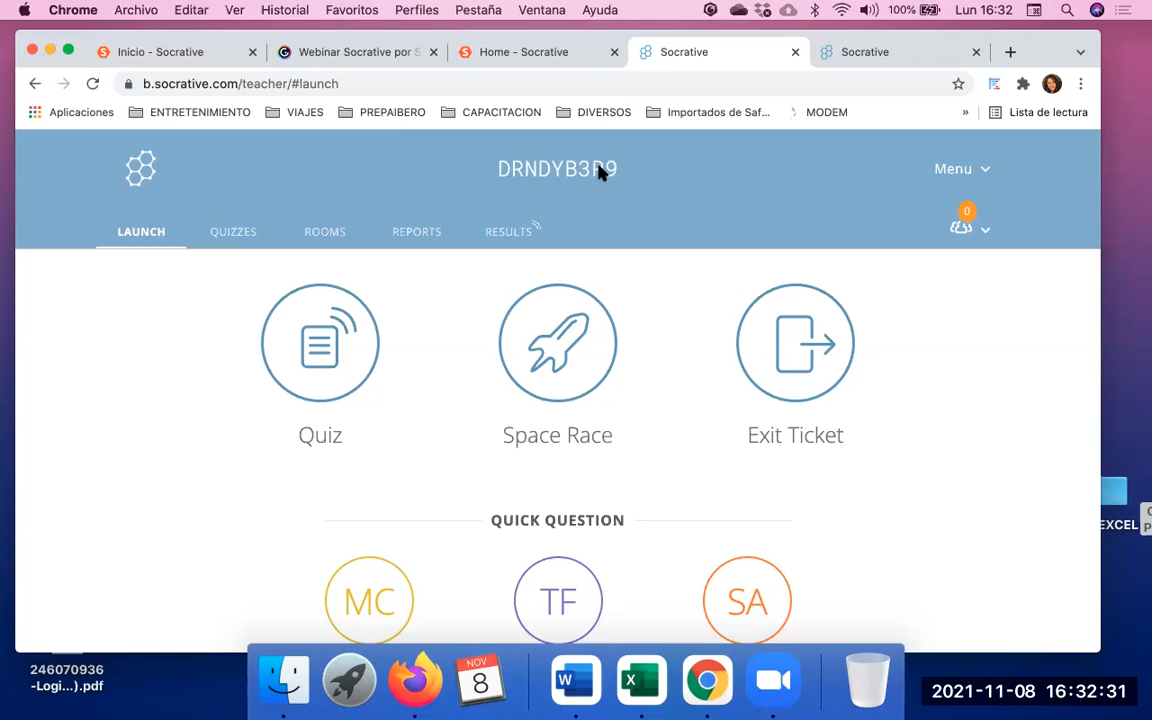 Chrome Archivo Editar Ver Historial Favoritos Perfiles Pestaña Ventana Ayuda 100% Lun 16:32
Inicio - Socrative Webinar Socrative por S Home - Socrative Socrative Socrative
b.socrative.com/teacher/#launch
Aplicaciones ENTRETENIMIENTO VIAJES PREPAIBERO CAPACITACION DIVERSOS Importados de Saf... MODEM » Lista de lectura
DRNDYB3R9
Menu
0
LAUNCH QUIZZES ROOMS REPORTS RESULTS
Quiz Space Race Exit Ticket
EXCEL
QUICK QUESTION
MC TF SA
246070936
-Logi...).pdf
NOV
8
2021-11-08 16:32:31